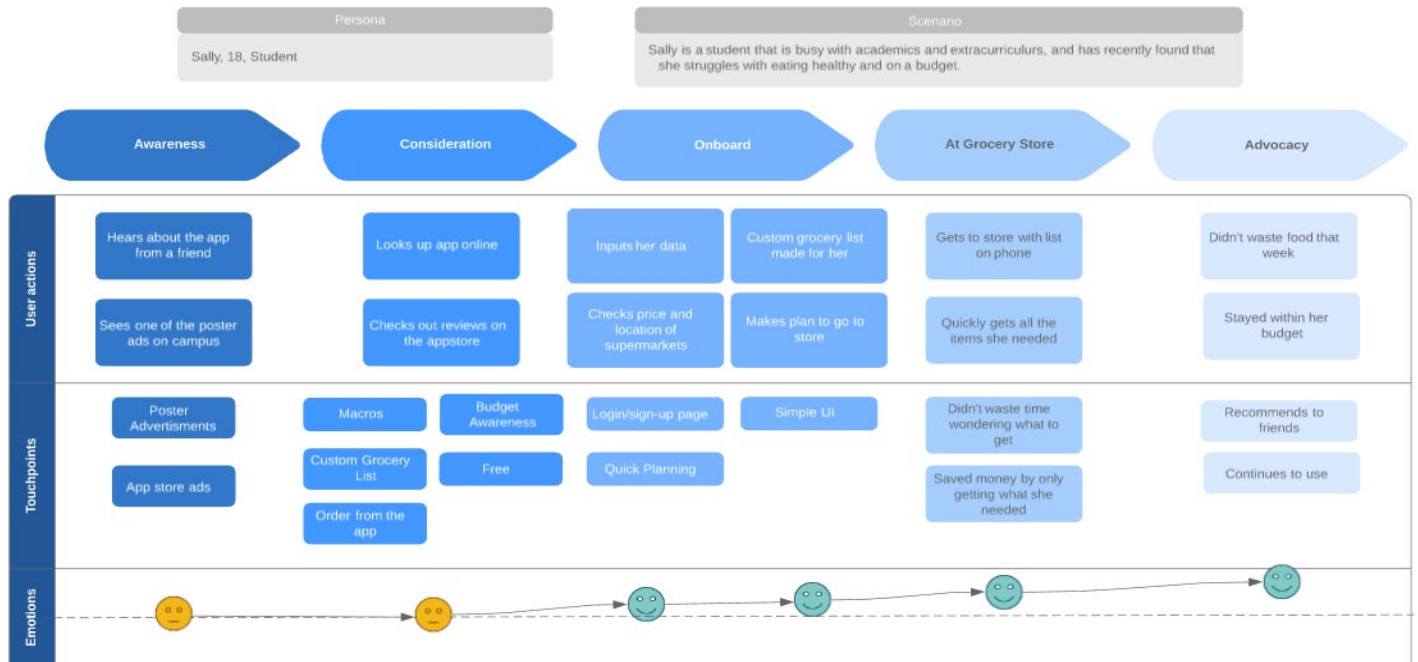 Persona
Scenario
Sally, 18, Student
Sally is a student that is busy with academics and extracurriculurs, and has recently found that
she struggles with eating healthy and on a budget.
Awareness
Consideration
Onboard
At Grocery Store
Advocacy
User actions
Hears about the app
from a friend
Looks up app online
Inputs her data
Custom grocery list
made for her
Gets to store with list
on phone
Didn't waste food that
week
Sees one of the poster
ads on campus
Checks out reviews on
the appstore
Checks price and
location of
supermarkets
Makes plan to go to
store
Quickly gets all the
items she needed
Stayed within her
budget
Touchpoints
Poster
Advertisments
App store ads
Macros
Budget
Awareness
Custom Grocery
List
Free
Order from the
app
Login/sign-up page
Simple UI
Quick Planning
Didn't waste time
wondering what to
get
Saved money by only
getting what she
needed
Recommends to
friends
Continues to use
Emotions